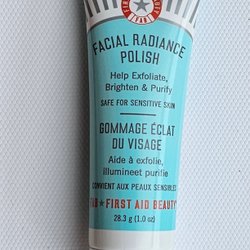 FACIAL RADIANCE
POLISH
Help Exfoliate,
Brighten & Purify
SAFE FOR SENSITIVE SKIN
GOMMAGE ÉCLAT
DU VISAGE
Aide à exfolie,
illumineet purifie
CONVIENT AUX PEAUX SENSIBLES
FIRST AID BEAUTY
28.3 g (1.0 oz)